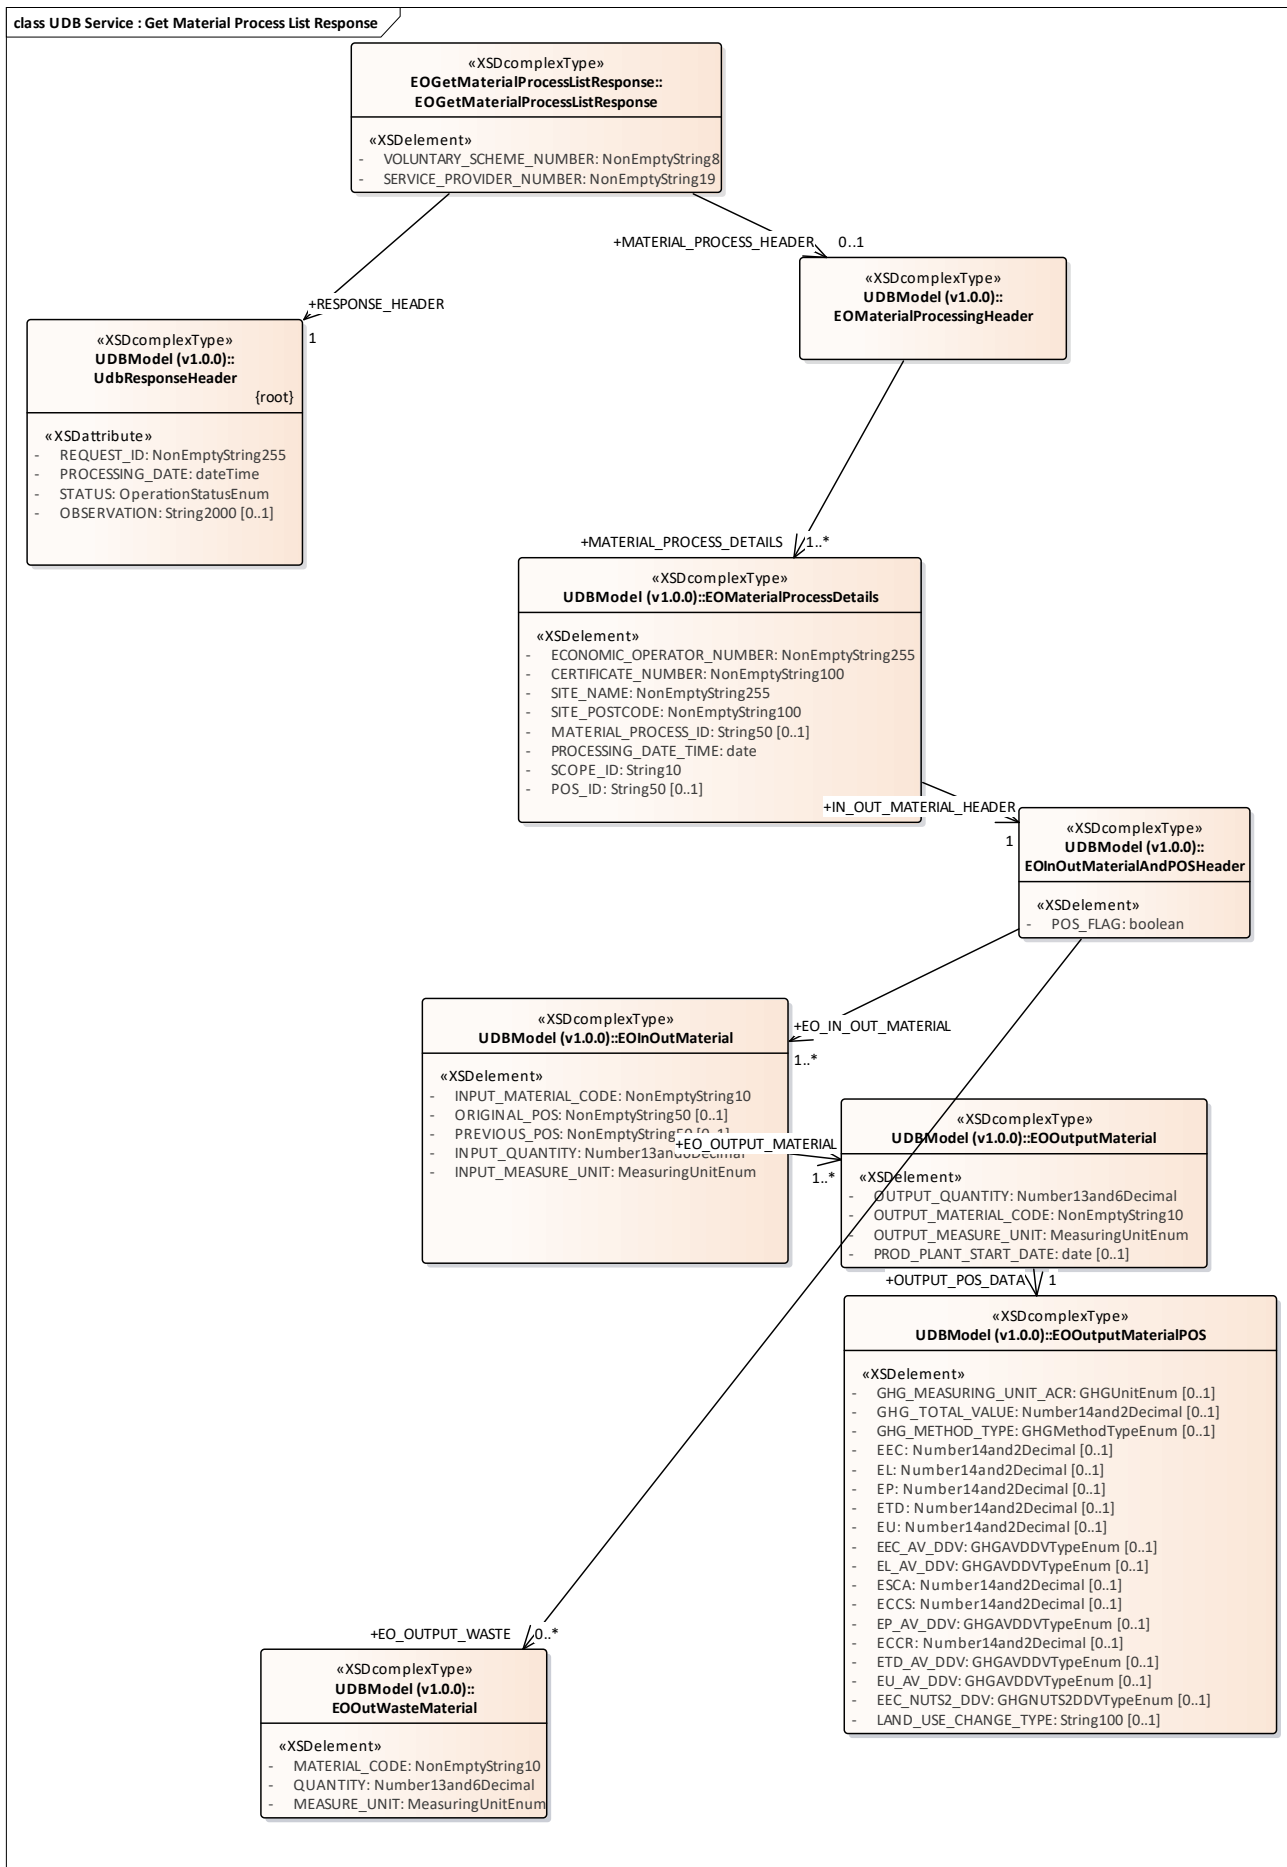 class UDB Service : Get Material Process List Response
«XSDcomplexType»
EOGetMaterialProcessListResponse::
EOGetMaterialProcessListResponse
«XSDelement»
- VOLUNTARY_SCHEME_NUMBER: NonEmptyString8
- SERVICE_PROVIDER_NUMBER: NonEmptyString19
+MATERIAL_PROCESS_HEADER 0..1
«XSDcomplexType»
UDBModel (v1.0.0)::
EOMaterialProcessingHeader
+RESPONSE_HEADER
1
«XSDcomplexType»
UDBModel (v1.0.0)::
UdbResponseHeader
{root}
«XSDattribute»
- REQUEST_ID: NonEmptyString255
- PROCESSING_DATE: dateTime
- STATUS: OperationStatusEnum
- OBSERVATION: String2000 [0..1]
+MATERIAL_PROCESS_DETAILS 1..*
«XSDcomplexType»
UDBModel (v1.0.0)::EOMaterialProcessDetails
«XSDelement»
- ECONOMIC_OPERATOR_NUMBER: NonEmptyString255
- CERTIFICATE_NUMBER: NonEmptyString100
- SITE_NAME: NonEmptyString255
- SITE_POSTCODE: NonEmptyString100
- MATERIAL_PROCESS_ID: String50 [0..1]
- PROCESSING_DATE_TIME: date
- SCOPE_ID: String10
- POS_ID: String50 [0..1]
+IN_OUT_MATERIAL_HEADER
1
«XSDcomplexType»
UDBModel (v1.0.0)::
EOInOutMaterialAndPOSHeader
«XSDelement»
- POS_FLAG: boolean
+EO_IN_OUT_MATERIAL
1..*
«XSDcomplexType»
UDBModel (v1.0.0)::EOInOutMaterial
«XSDelement»
- INPUT_MATERIAL_CODE: NonEmptyString10
- ORIGINAL_POS: NonEmptyString50 [0..1]
- PREVIOUS_POS: NonEmptyString50 [0..1]
- INPUT_QUANTITY: Number13and6Decimal
- INPUT_MEASURE_UNIT: MeasuringUnitEnum
+EO_OUTPUT_MATERIAL
1..*
«XSDcomplexType»
UDBModel (v1.0.0)::EOOutputMaterial
«XSDelement»
- OUTPUT_QUANTITY: Number13and6Decimal
- OUTPUT_MATERIAL_CODE: NonEmptyString10
- OUTPUT_MEASURE_UNIT: MeasuringUnitEnum
- PROD_PLANT_START_DATE: date [0..1]
+OUTPUT_POS_DATA 1
«XSDcomplexType»
UDBModel (v1.0.0)::EOOutputMaterialPOS
«XSDelement»
- GHG_MEASURING_UNIT_ACR: GHGUnitEnum [0..1]
- GHG_TOTAL_VALUE: Number14and2Decimal [0..1]
- GHG_METHOD_TYPE: GHGMethodTypeEnum [0..1]
- EEC: Number14and2Decimal [0..1]
- EL: Number14and2Decimal [0..1]
- EP: Number14and2Decimal [0..1]
- ETD: Number14and2Decimal [0..1]
- EU: Number14and2Decimal [0..1]
- EEC_AV_DDV: GHGAVDDVTypeEnum [0..1]
- EL_AV_DDV: GHGAVDDVTypeEnum [0..1]
- ESCA: Number14and2Decimal [0..1]
- ECCS: Number14and2Decimal [0..1]
- EP_AV_DDV: GHGAVDDVTypeEnum [0..1]
- ECCR: Number14and2Decimal [0..1]
- ETD_AV_DDV: GHGAVDDVTypeEnum [0..1]
- EU_AV_DDV: GHGAVDDVTypeEnum [0..1]
- EEC_NUTS2_DDV: GHGNUTS2DDVTypeEnum [0..1]
- LAND_USE_CHANGE_TYPE: String100 [0..1]
+EO_OUTPUT_WASTE 0..*
«XSDcomplexType»
UDBModel (v1.0.0)::
EOOutWasteMaterial
«XSDelement»
- MATERIAL_CODE: NonEmptyString10
- QUANTITY: Number13and6Decimal
- MEASURE_UNIT: MeasuringUnitEnum